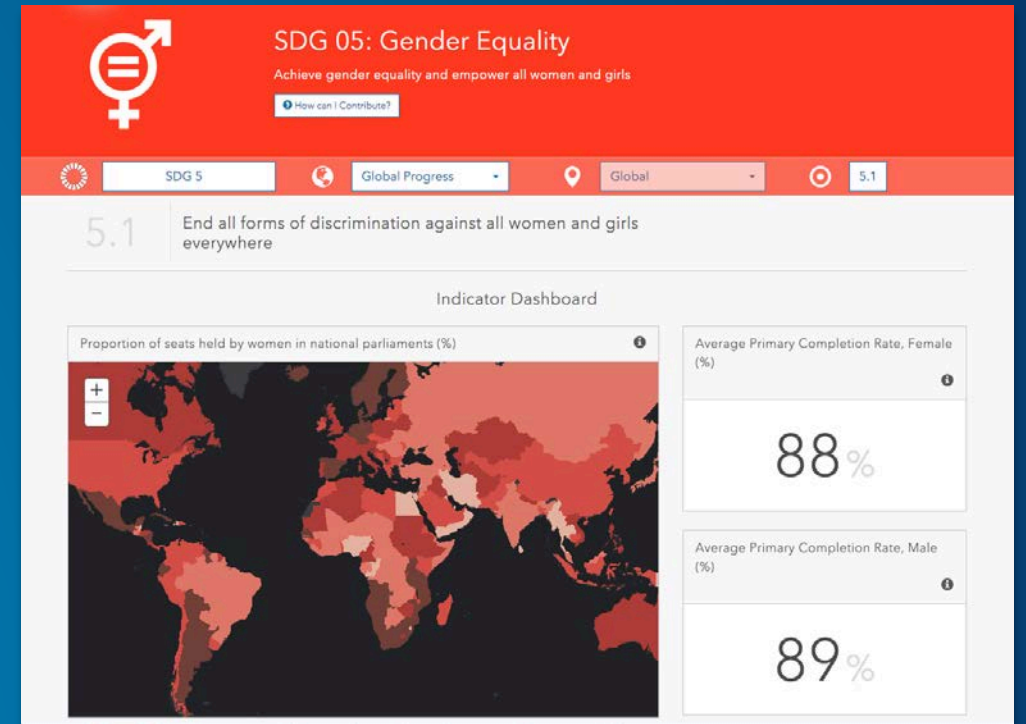 SDG 05: Gender Equality
Achieve gender equality and empower all women and girls
How can I Contribute?
SDG 5
Global Progress
Global
5.1
5.1
End all forms of discrimination against all women and girls
everywhere
Indicator Dashboard
Proportion of seats held by women in national parliaments (%)
+
−
Average Primary Completion Rate, Female
(%)
88%
Average Primary Completion Rate, Male
(%)
89%